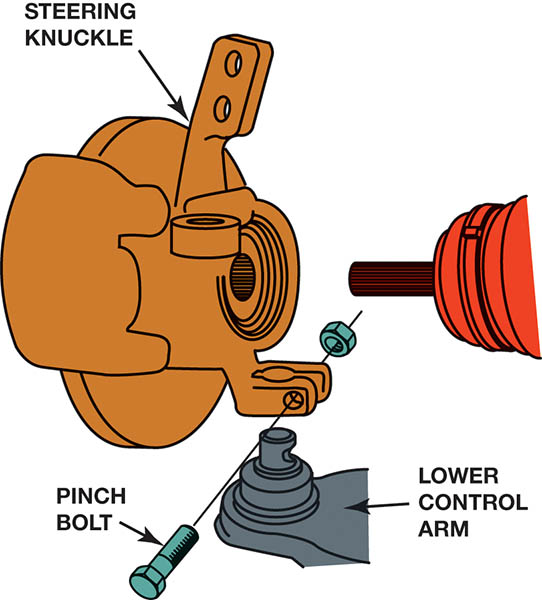 STEERING
KNUCKLE
PINCH
BOLT
LOWER
CONTROL
ARM